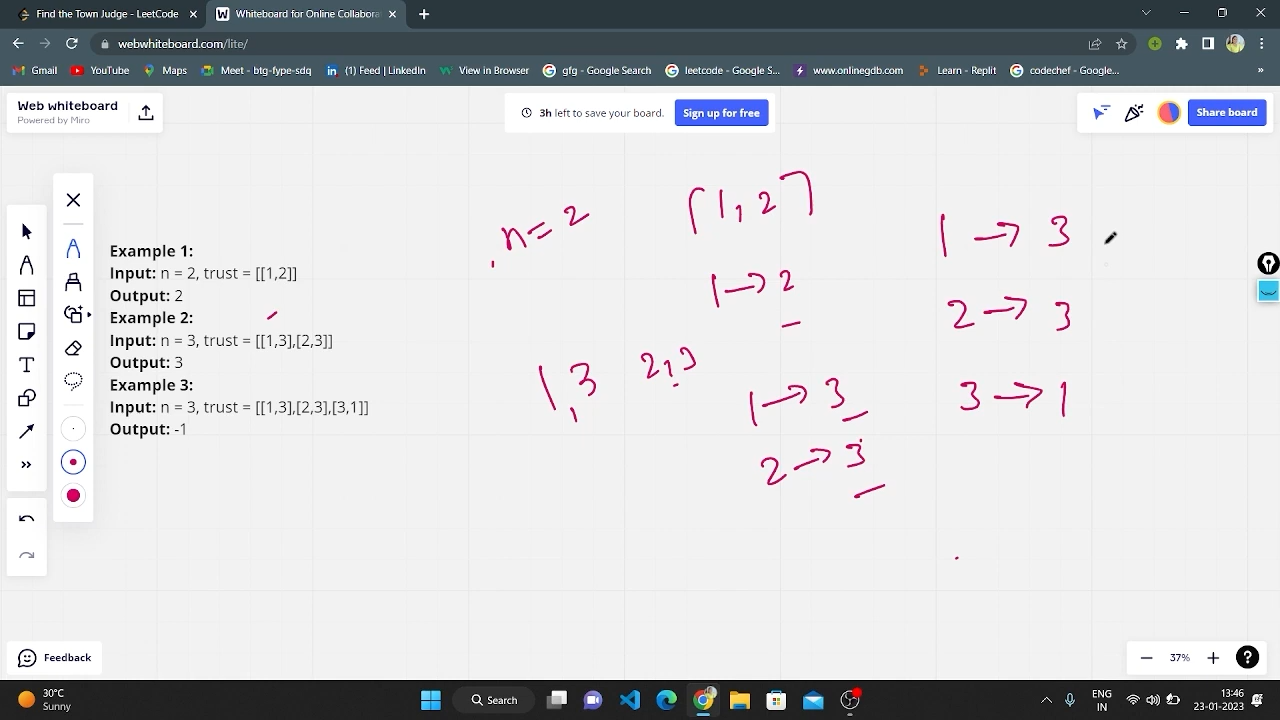 Find the Town Judge - LeetCode
Whiteboard for Online Collabora
webwhiteboard.com/lite/
Gmail
YouTube
Maps
Meet - btg-fype-sdq
(1) Feed | LinkedIn
View in Browser
gfg - Google Search
leetcode - Google S...
www.onlinegdb.com
Learn - Replit
codechef - Google...
»
Web whiteboard
Powered by Miro
3h left to save your board.
Sign up for free
Share board
n = 2
[1, 2]
1 → 2
1, 3 2, 3
1 → 3
2 → 3
1 → 3
2 → 3
3 → 1
Example 1:
Input: n = 2, trust = [[1,2]]
Output: 2
Example 2:
Input: n = 3, trust = [[1,3],[2,3]]
Output: 3
Example 3:
Input: n = 3, trust = [[1,3],[2,3],[3,1]]
Output: -1
Feedback
37%
30°C
Sunny
Search
ENG
IN
13:46
23-01-2023